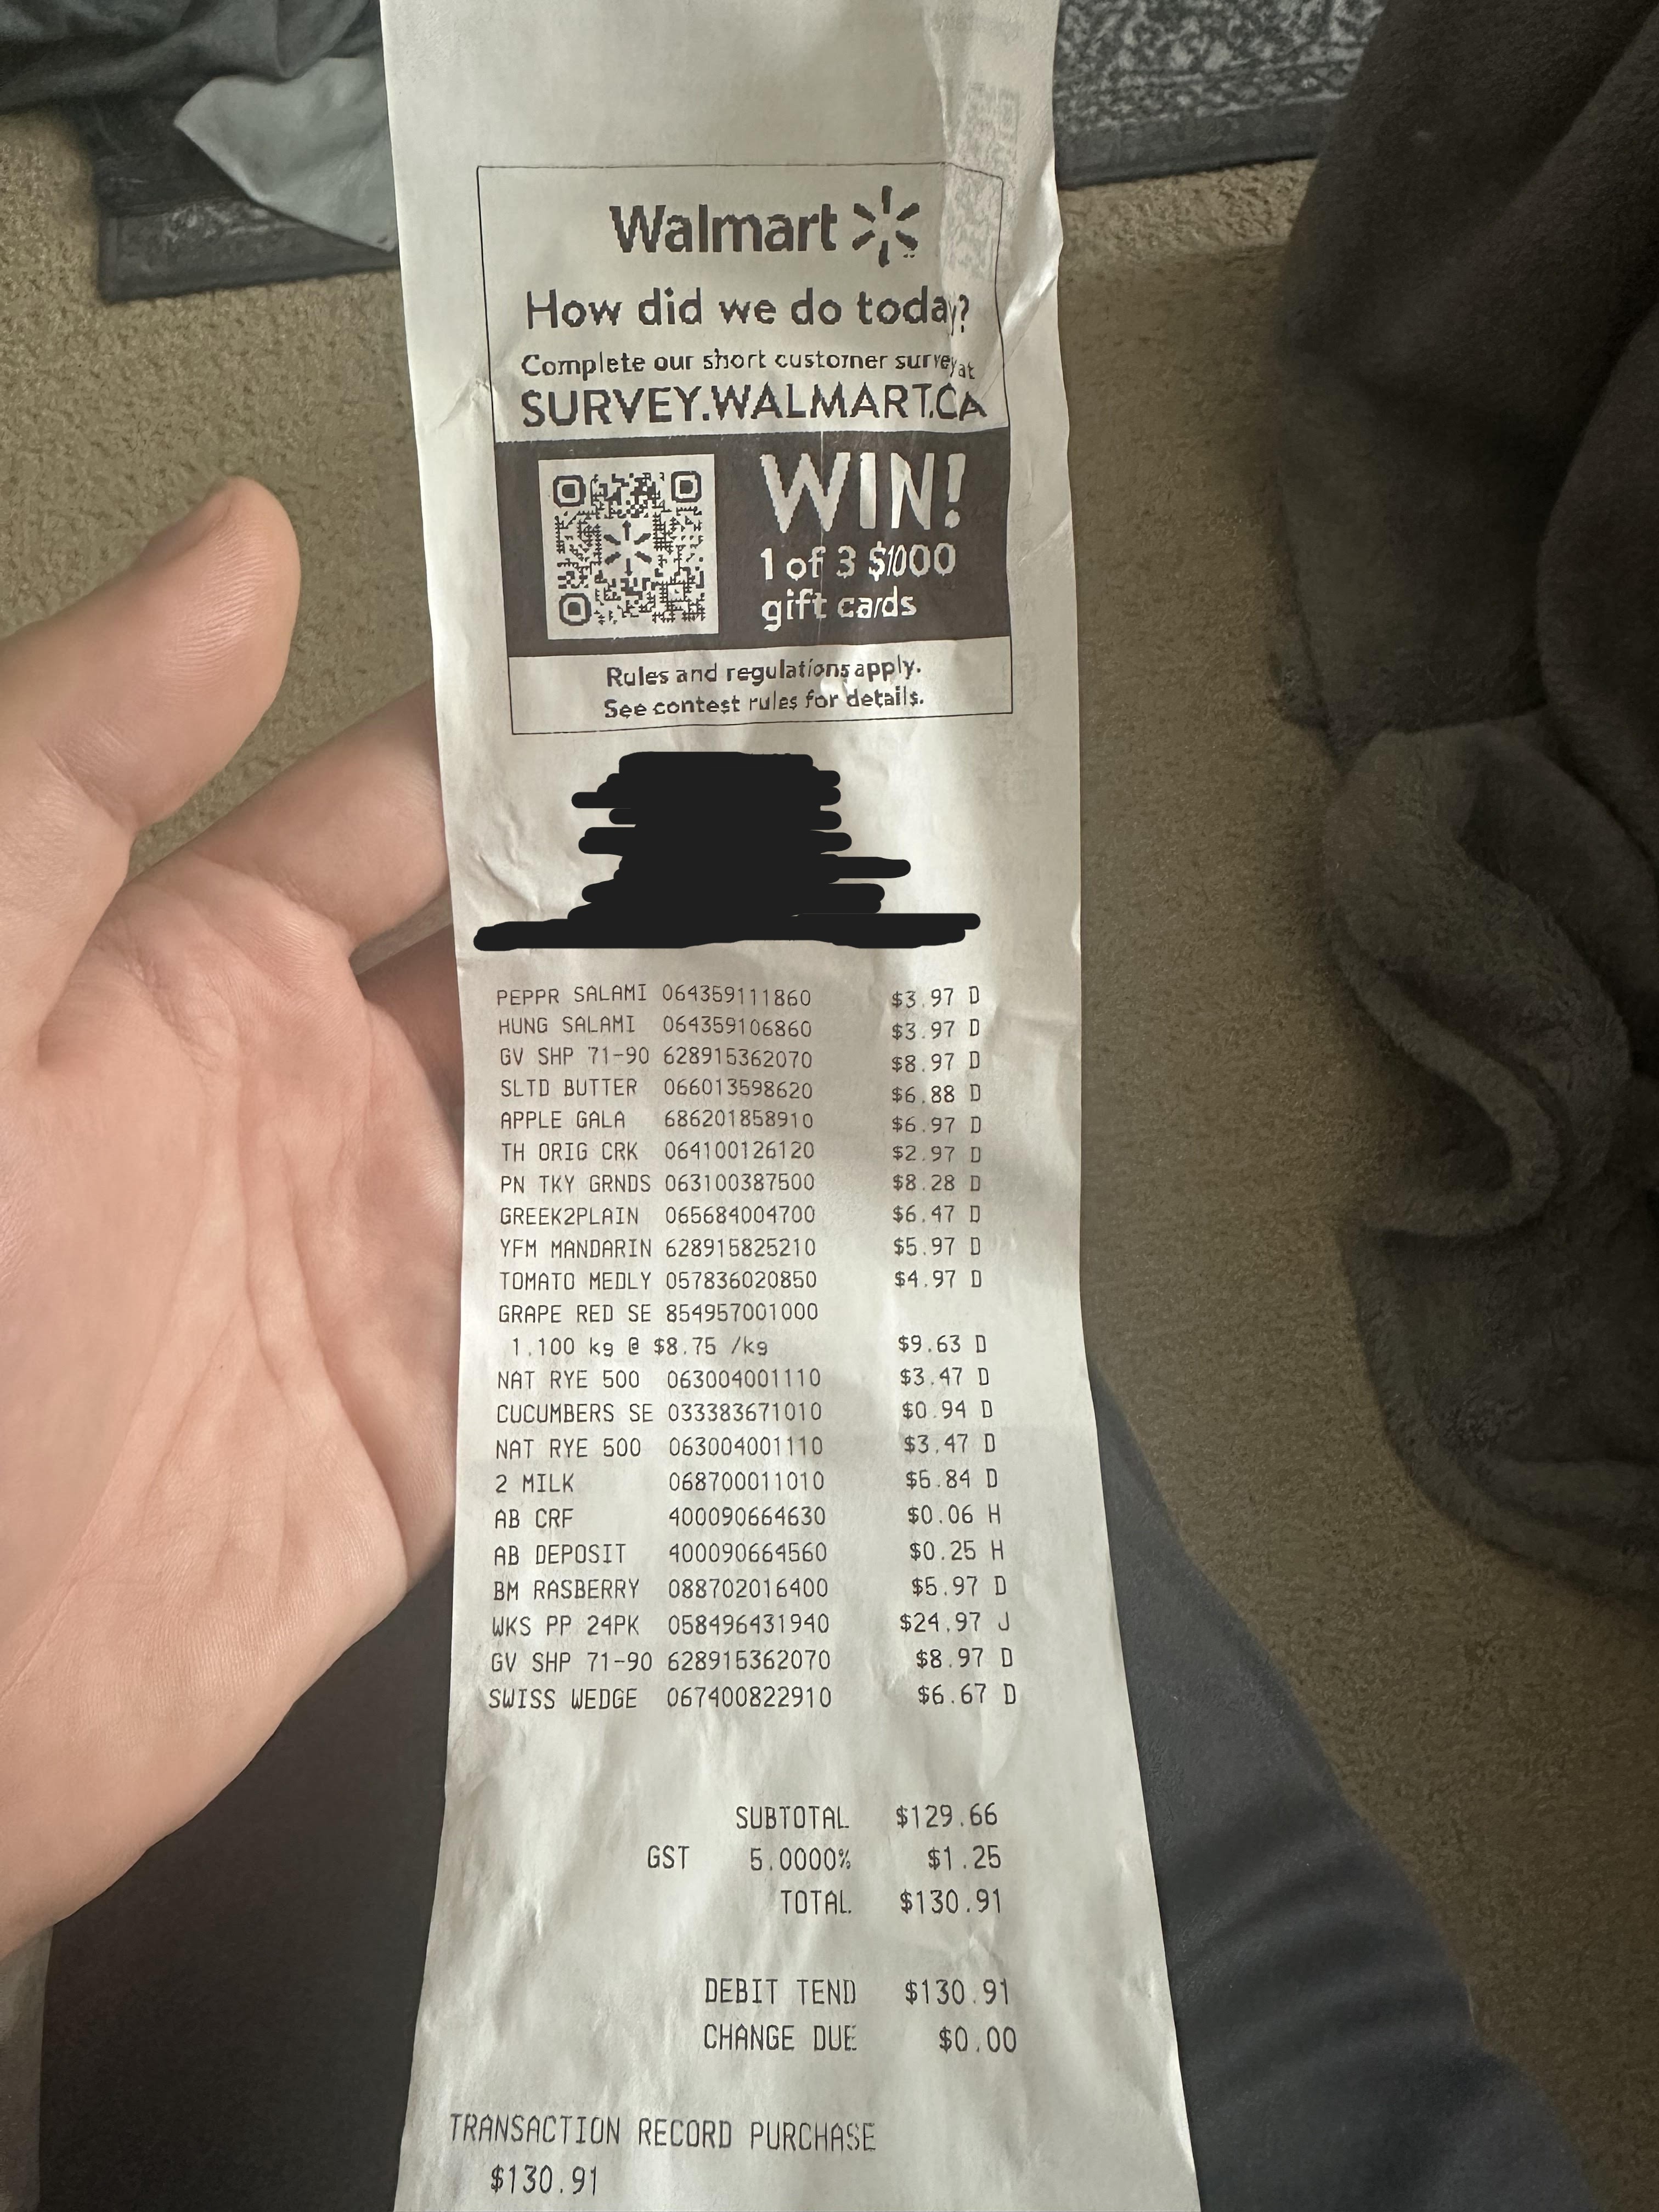 Walmart
How did we do today?
Complete our short customer survey at
SURVEY.WALMART.CA
WIN!
1 of 3 $1000
gift cards
Rules and regulations apply.
See contest rules for details.
PEPPR SALAMI 064359111860 $3.97 D
HUNG SALAMI 064359106860 $3.97 D
GV SHP 71-90 628915362070 $8.97 D
SLTD BUTTER 066013598620 $6.88 D
APPLE GALA 686201858910 $6.97 D
TH ORIG CRK 064100126120 $2.97 D
PN TKY GRNDS 063100387500 $8.28 D
GREEK2PLAIN 065684004700 $6.47 D
YFM MANDARIN 628915825210 $5.97 D
TOMATO MEDLY 057836020850 $4.97 D
GRAPE RED SE 854957001000
1.100 kg @ $8.75 /kg $9.63 D
NAT RYE 500 063004001110 $3.47 D
CUCUMBERS SE 033383671010 $0.94 D
NAT RYE 500 063004001110 $3.47 D
2 MILK 068700011010 $5.84 D
AB CRF 400090664630 $0.06 H
AB DEPOSIT 400090664560 $0.25 H
BM RASBERRY 088702016400 $5.97 D
WKS PP 24PK 058496431940 $24.97 J
GV SHP 71-90 628915362070 $8.97 D
SWISS WEDGE 067400822910 $6.67 D
SUBTOTAL $129.66
GST 5.0000% $1.25
TOTAL $130.91
DEBIT TEND $130.91
CHANGE DUE $0.00
TRANSACTION RECORD PURCHASE
$130.91